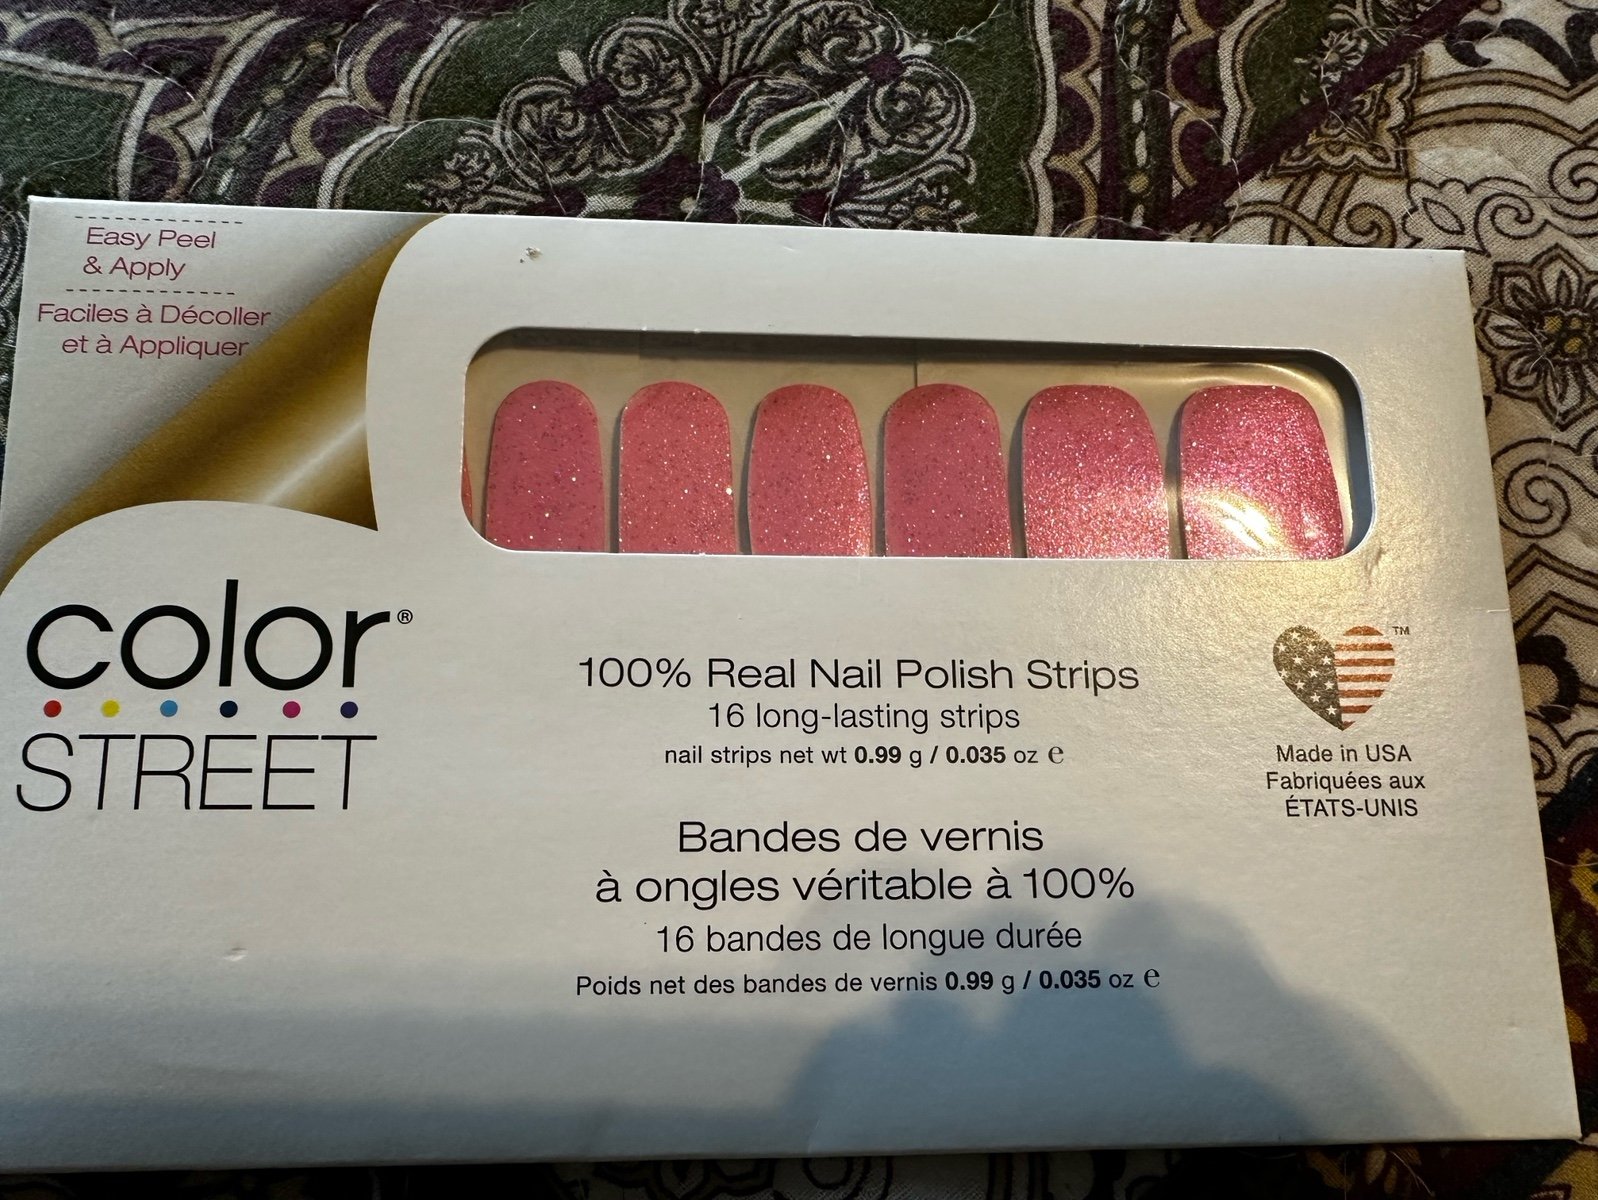 Easy Peel
& Apply
Faciles à Décoller
et à Appliquer
color®
STREET
100% Real Nail Polish Strips
16 long-lasting strips
nail strips net wt 0.99 g / 0.035 oz ℮
Bandes de vernis
à ongles véritable à 100%
16 bandes de longue durée
Poids net des bandes de vernis 0.99 g / 0.035 oz ℮
™
Made in USA
Fabriquées aux
ÉTATS-UNIS